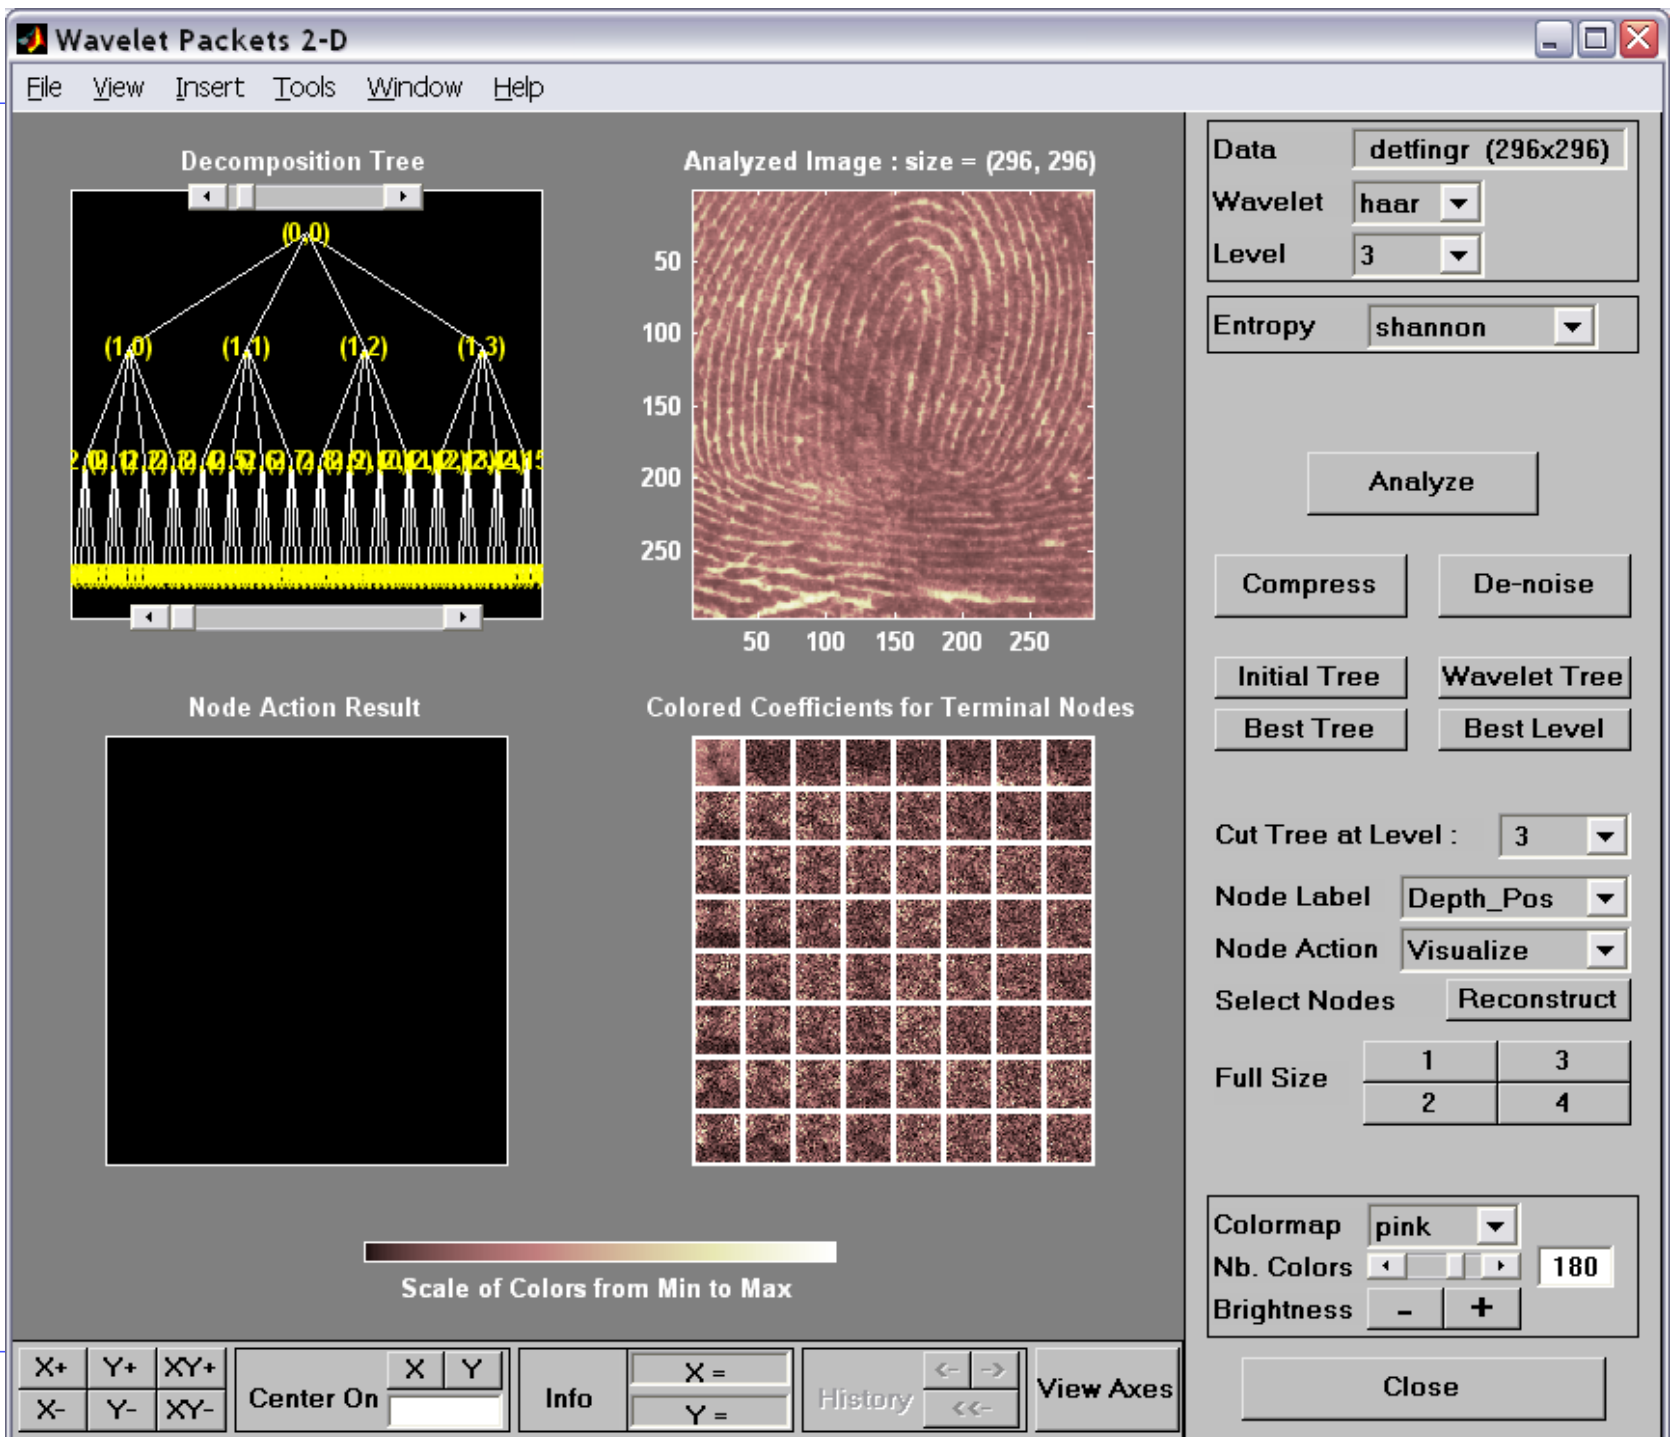 Wavelet Packets 2-D
File View Insert Tools Window Help
Decomposition Tree
(0,0)
(1,0) (1,1) (1,2) (1,3)
Analyzed Image : size = (296, 296)
50
100
150
200
250
50 100 150 200 250
Node Action Result
Colored Coefficients for Terminal Nodes
Scale of Colors from Min to Max
Data detfingr (296x296)
Wavelet haar
Level 3
Entropy shannon
Analyze
Compress De-noise
Initial Tree Wavelet Tree
Best Tree Best Level
Cut Tree at Level : 3
Node Label Depth_Pos
Node Action Visualize
Select Nodes Reconstruct
Full Size
1 3
2 4
Colormap pink
Nb. Colors 180
Brightness - +
X+ Y+ XY+
X- Y- XY-
Center On X Y
Info X =
Y =
History <- ->
<<-
View Axes
Close